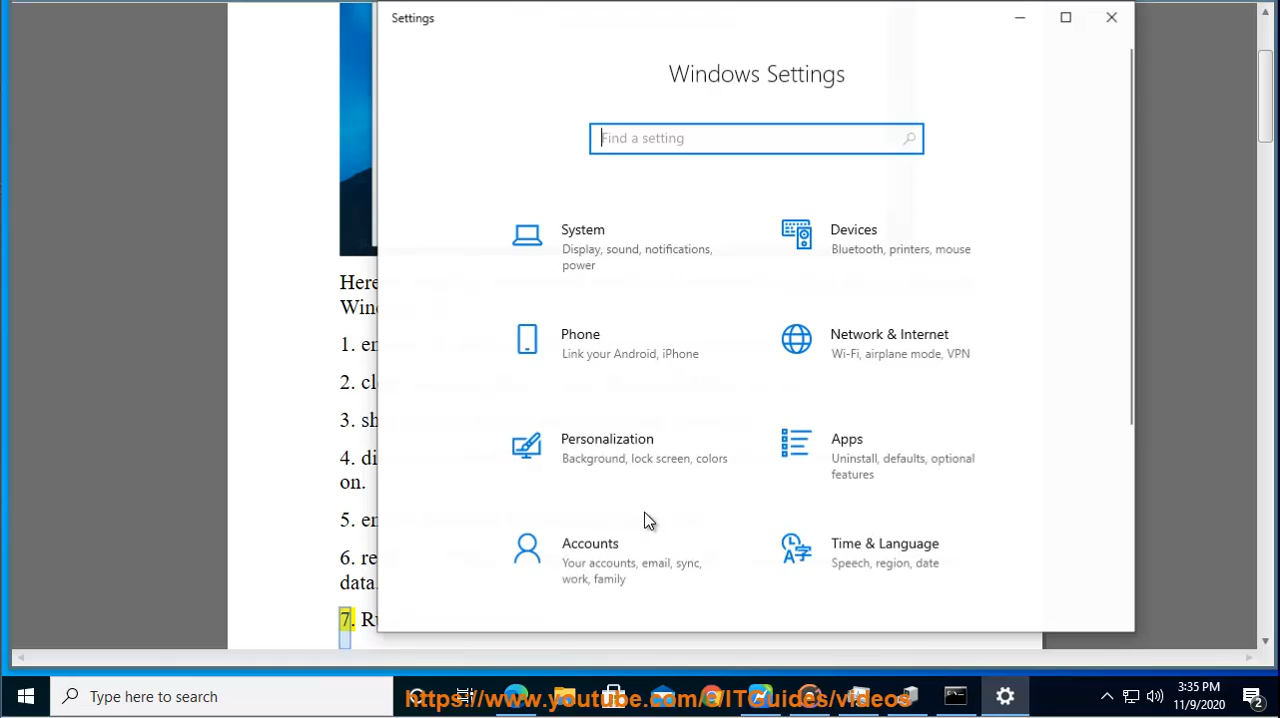 Settings
Windows Settings
Find a setting
System
Display, sound, notifications,
power
Devices
Bluetooth, printers, mouse
Phone
Link your Android, iPhone
Network & Internet
Wi-Fi, airplane mode, VPN
Personalization
Background, lock screen, colors
Apps
Uninstall, defaults, optional
features
Accounts
Your accounts, email, sync,
work, family
Time & Language
Speech, region, date
Here
Win
1. en
2. cl
3. sh
4. di
on.
5. en
6. re
data.
7. R
Type here to search
https://www.youtube.com/c/ITGuides/videos
3:35 PM
11/9/2020
2